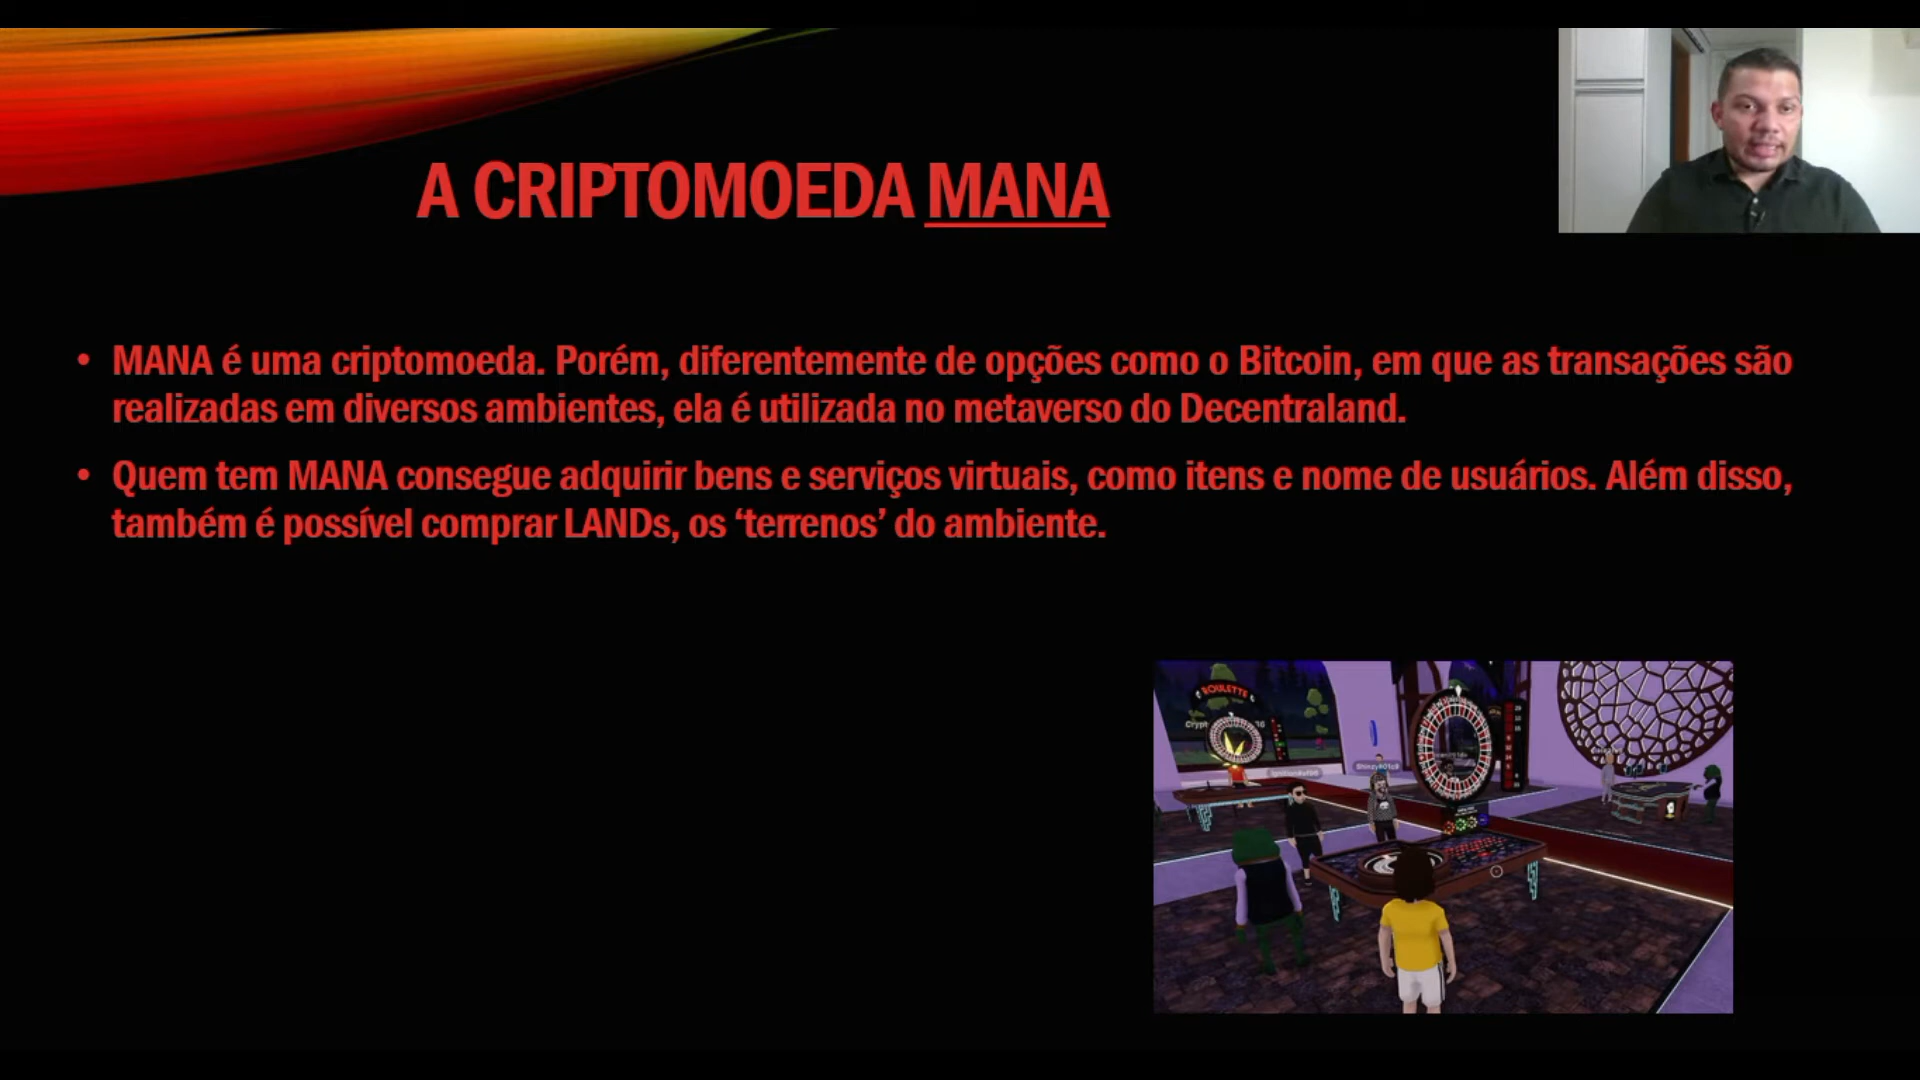 A CRIPTOMOEDA MANA
• MANA é uma criptomoeda. Porém, diferentemente de opções como o Bitcoin, em que as transações são
realizadas em diversos ambientes, ela é utilizada no metaverso do Decentraland.
• Quem tem MANA consegue adquirir bens e serviços virtuais, como itens e nome de usuários. Além disso,
também é possível comprar LANDs, os ‘terrenos’ do ambiente.
ROULETTE